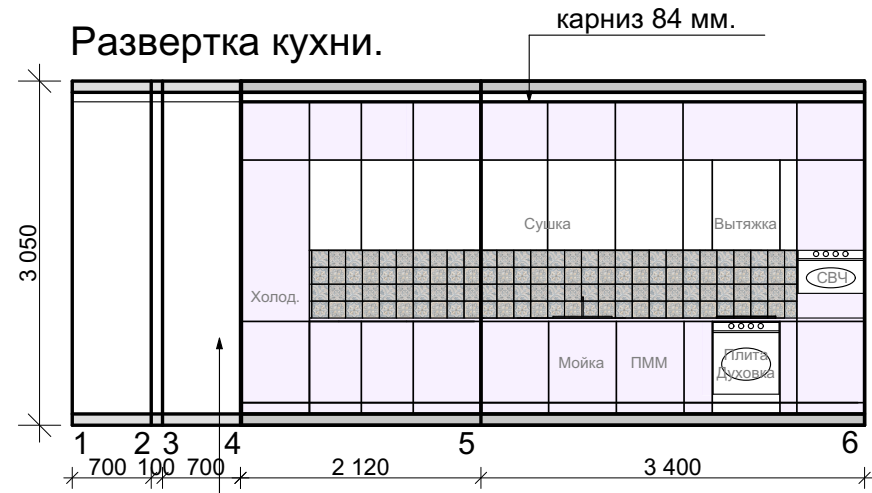 карниз 84 мм.
Развертка кухни.
3 050
Сушка
Вытяжка
СВЧ
Холод.
Мойка
ПММ
Плита
Духовка
1 2 3 4 5 6
700 100 700 2 120 3 400